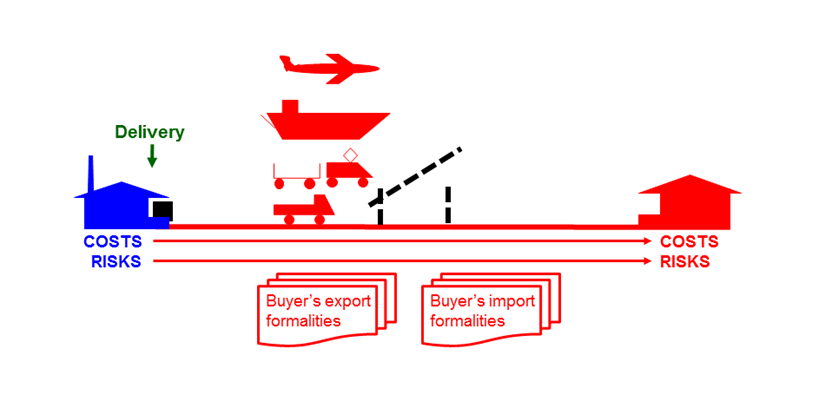 Delivery
COSTS
COSTS
RISKS
RISKS
Buyer’s export
formalities
Buyer’s import
formalities